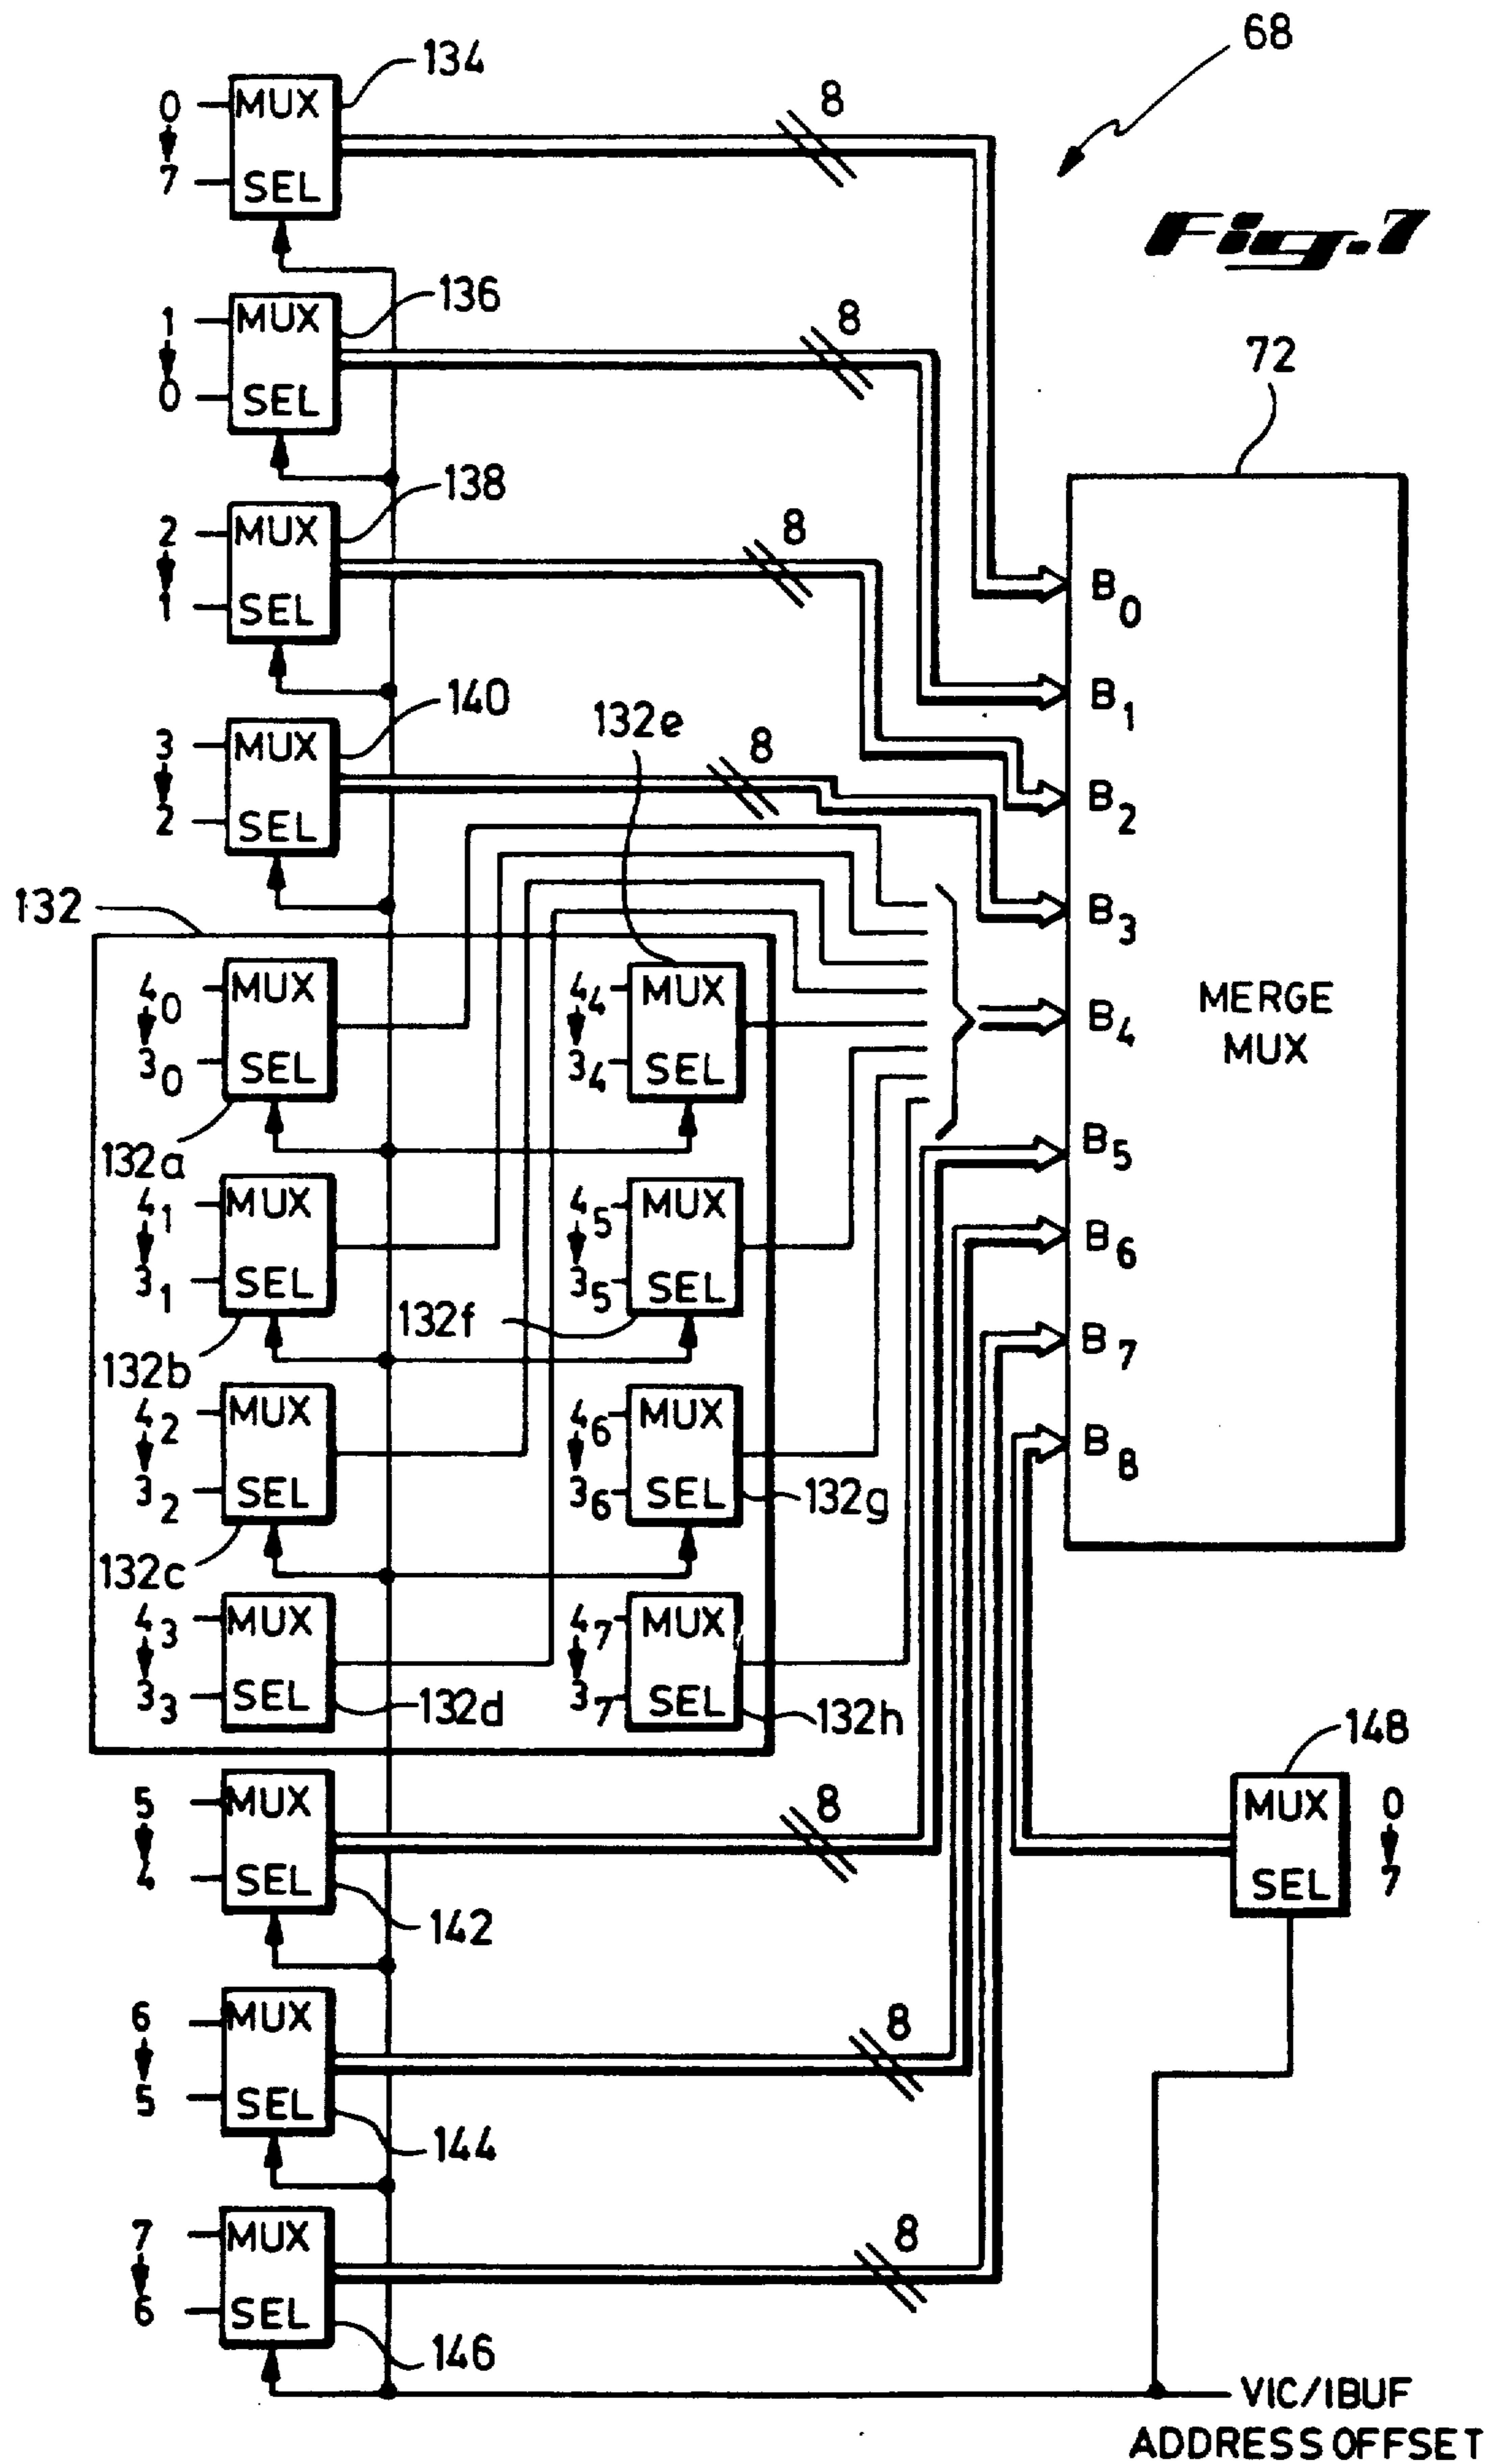 68
Fig.7
134
0
7
MUX
SEL
8
136
1
0
MUX
SEL
8
138
2
1
MUX
SEL
8
140
3
2
MUX
SEL
8
72
MERGE
MUX
B0
B1
B2
B3
B4
B5
B6
B7
B8
132
40
30
MUX
SEL
132a
41
31
MUX
SEL
132b
42
32
MUX
SEL
132c
43
33
MUX
SEL
132d
132e
44
34
MUX
SEL
45
35
MUX
SEL
132f
46
36
MUX
SEL
132g
47
37
MUX
SEL
132h
5
4
MUX
SEL
8
142
6
5
MUX
SEL
8
144
7
6
MUX
SEL
8
146
148
MUX
SEL
0
7
VIC/IBUF
ADDRESS OFFSET